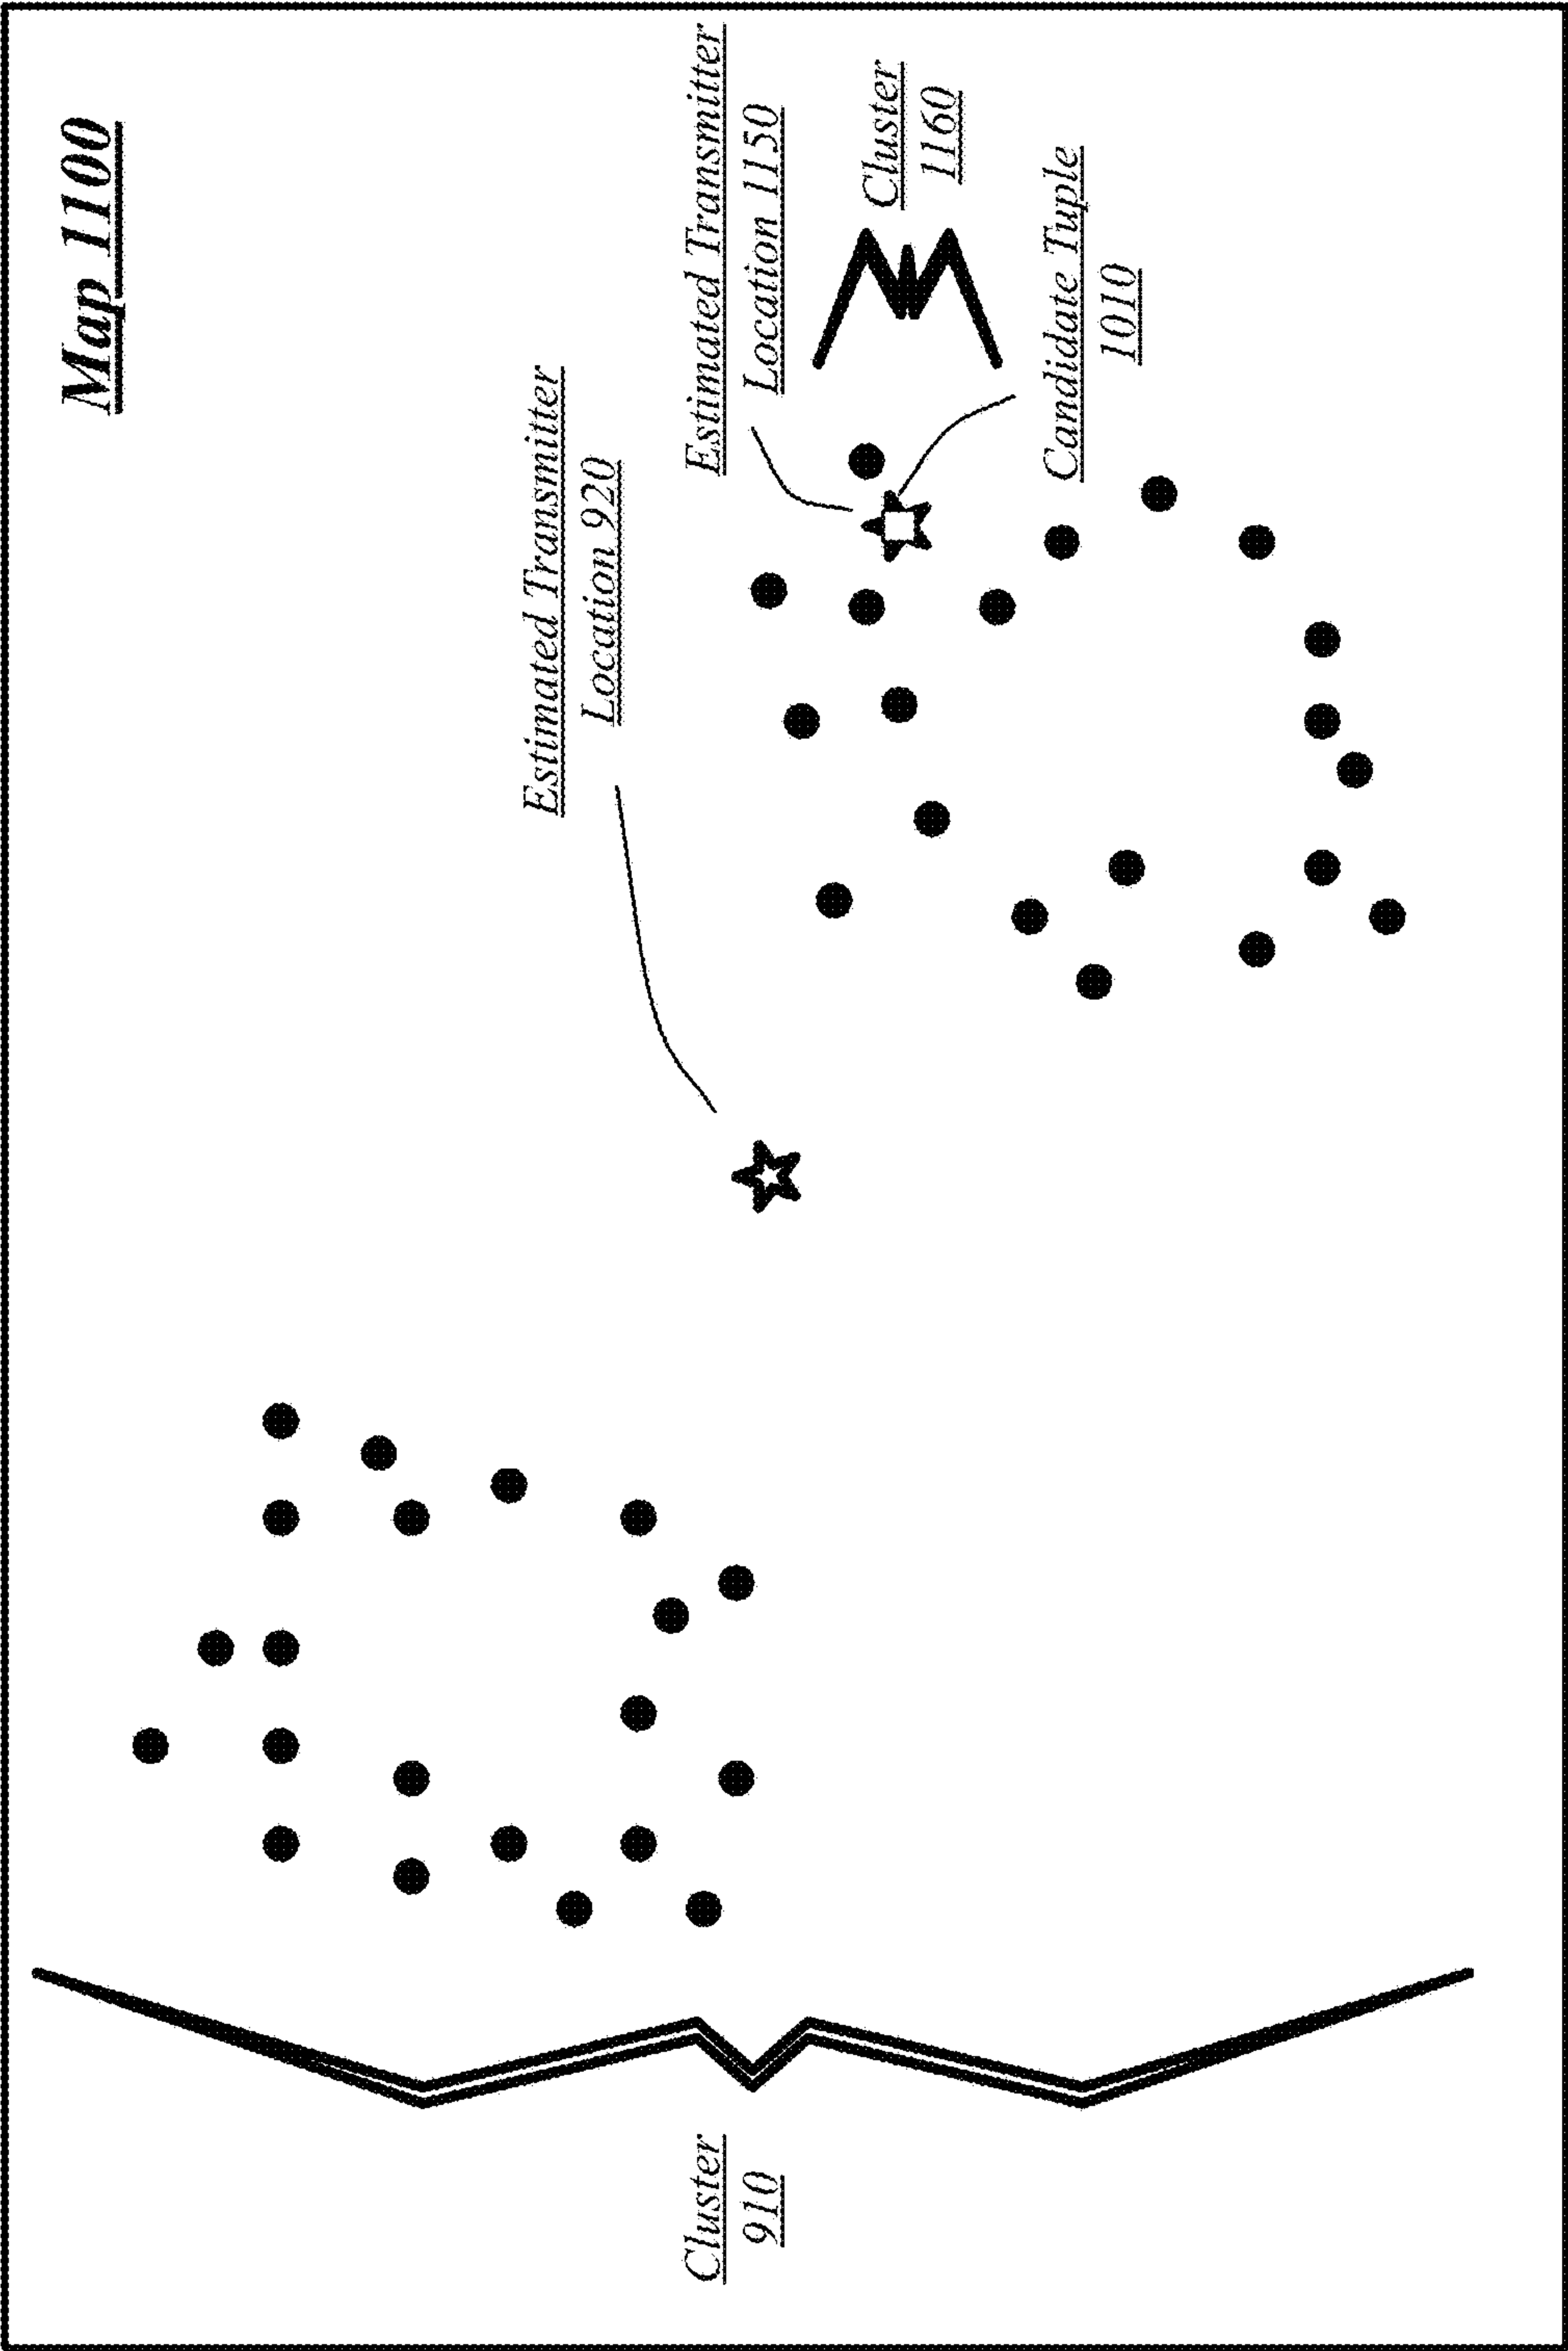 Map 1100
Estimated Transmitter
Location 920
Estimated Transmitter
Location 1150
Cluster
1160
Candidate Tuple
1010
Cluster
910